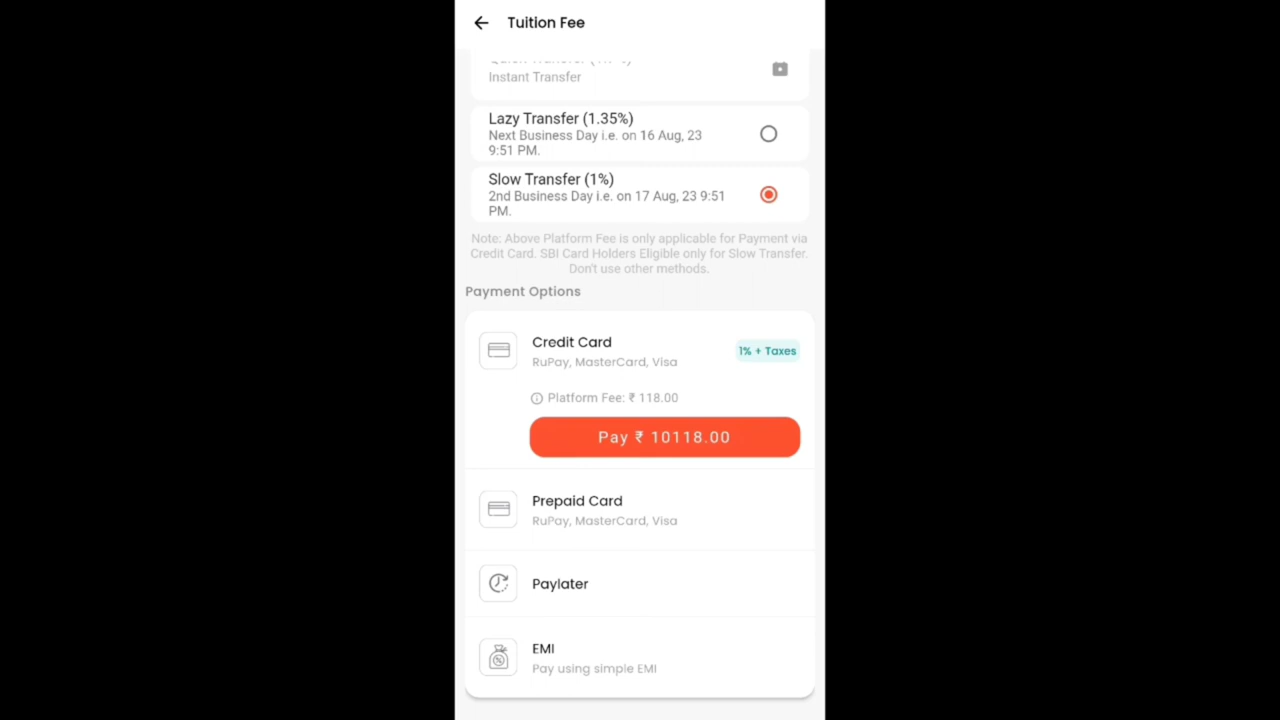 Tuition Fee
Instant Transfer
Lazy Transfer (1.35%)
Next Business Day i.e. on 16 Aug, 23
9:51 PM.
Slow Transfer (1%)
2nd Business Day i.e. on 17 Aug, 23 9:51
PM.
Note: Above Platform Fee is only applicable for Payment via
Credit Card. SBI Card Holders Eligible only for Slow Transfer.
Don't use other methods.
Payment Options
Credit Card
RuPay, MasterCard, Visa
1% + Taxes
Platform Fee: ₹ 118.00
Pay ₹ 10118.00
Prepaid Card
RuPay, MasterCard, Visa
Paylater
EMI
Pay using simple EMI